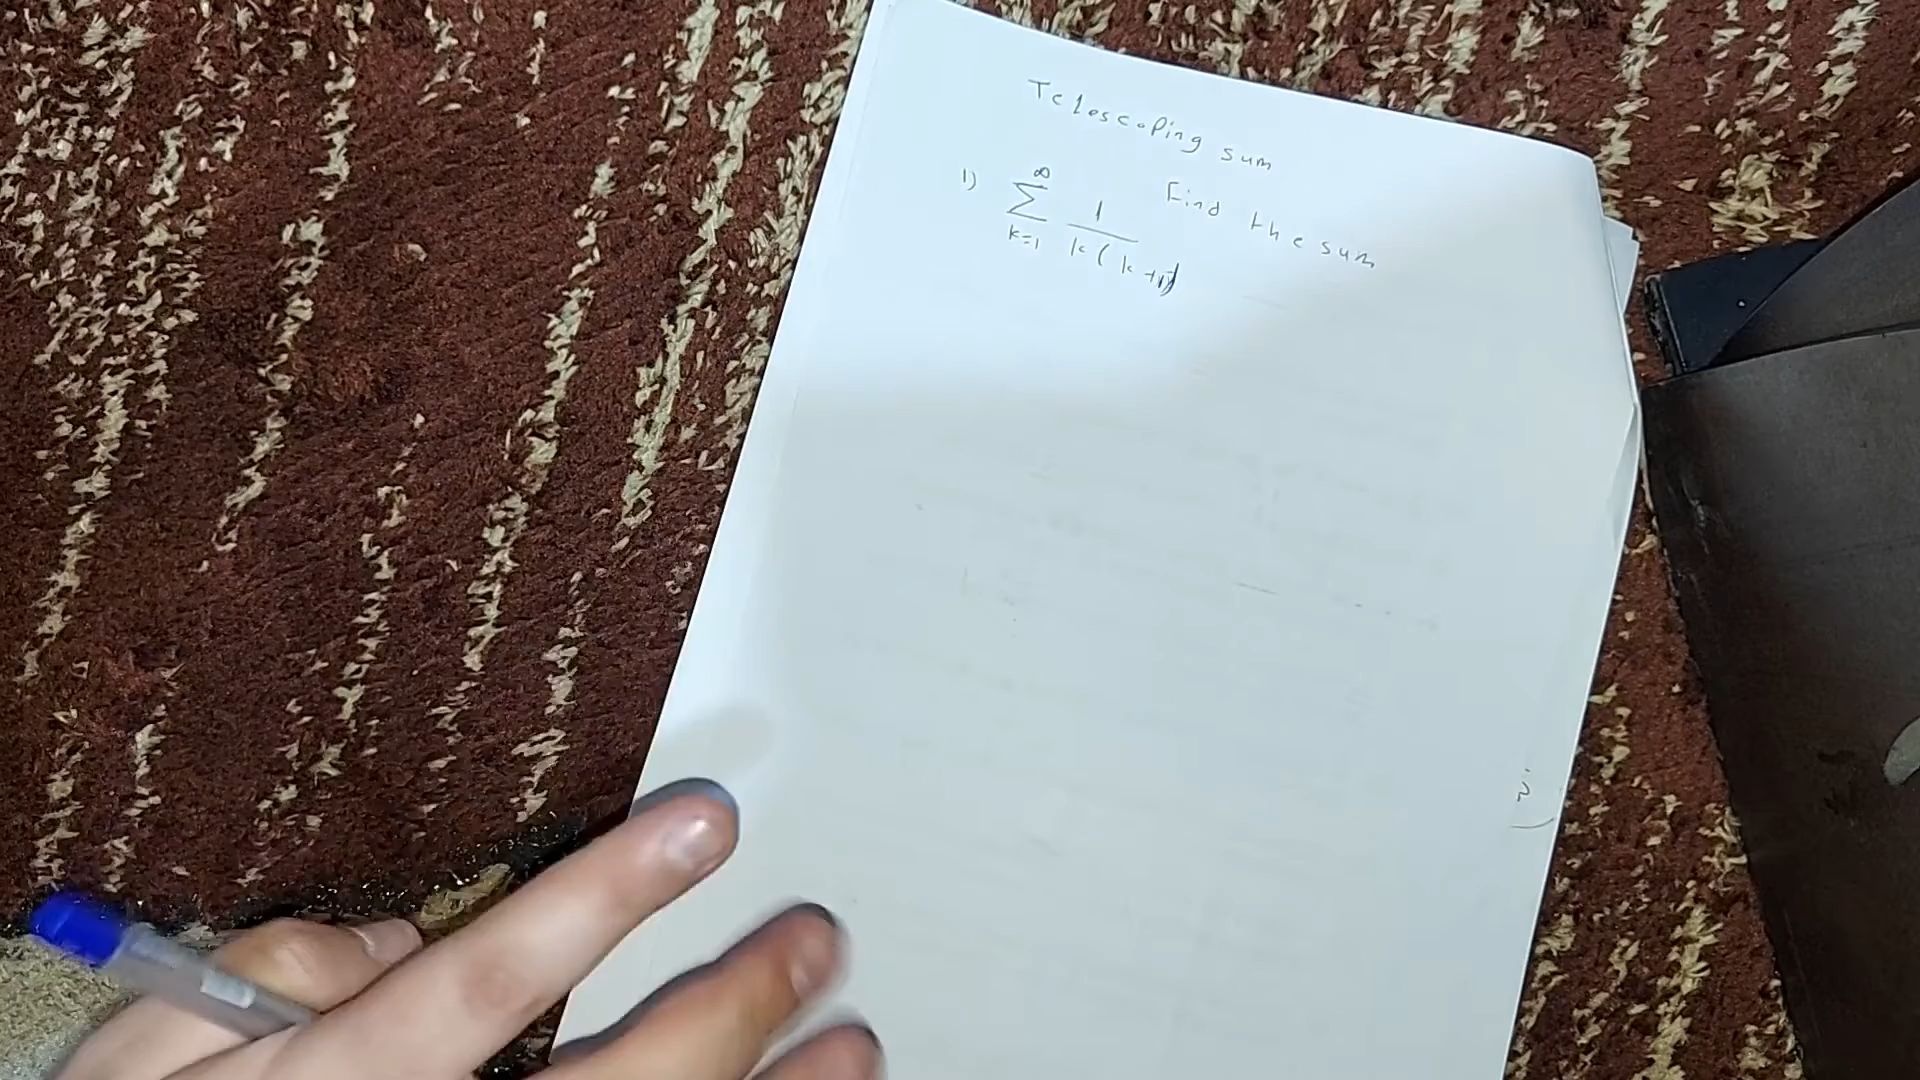 Telescoping sum
Find the sum
1) ∞ ∑ k=1 1/k(k+1)